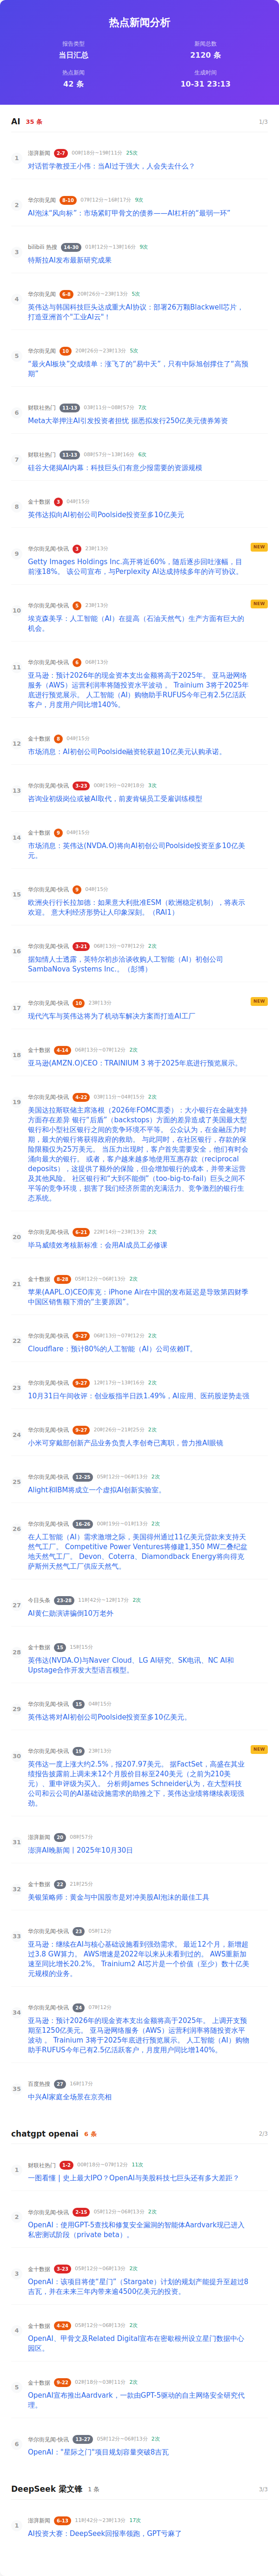 热点新闻分析
报告类型
当日汇总
新闻总数
2120 条
热点新闻
42 条
生成时间
10-31 23:13
AI 35 条 1/3
1
澎湃新闻 2-7 00时18分~19时11分 25次
对话哲学教授王小伟：当AI过于强大，人会失去什么？
2
华尔街见闻 8-10 07时12分~16时17分 9次
AI泡沫“风向标”：市场紧盯甲骨文的债券——AI杠杆的“最弱一环”
3
bilibili 热搜 14-30 01时12分~13时16分 9次
特斯拉AI发布最新研究成果
4
华尔街见闻 6-8 20时26分~23时13分 5次
英伟达与韩国科技巨头达成重大AI协议：部署26万颗Blackwell芯片，
打造亚洲首个"工业AI云"！
5
华尔街见闻 10 20时26分~23时13分 5次
“最火AI板块”交成绩单：涨飞了的“易中天”，只有中际旭创撑住了“高预
期”
6
财联社热门 11-13 03时11分~08时57分 7次
Meta大举押注AI引发投资者担忧 据悉拟发行250亿美元债券筹资
7
财联社热门 11-13 08时57分~13时16分 6次
硅谷大佬揭AI内幕：科技巨头们有意少报需要的资源规模
8
金十数据 3 04时15分
英伟达拟向AI初创公司Poolside投资至多10亿美元
9
华尔街见闻-快讯 3 23时13分 NEW
Getty Images Holdings Inc.高开将近60%，随后逐步回吐涨幅，目
前涨18%。 该公司宣布，与Perplexity AI达成持续多年的许可协议。
10
华尔街见闻-快讯 5 23时13分 NEW
埃克森美孚：人工智能（AI）在提高（石油天然气）生产方面有巨大的
机会。
11
华尔街见闻-快讯 6 06时13分
亚马逊：预计2026年的现金资本支出金额将高于2025年。 亚马逊网络
服务（AWS）运营利润率将随投资水平波动 。 Trainium 3将于2025年
底进行预览展示。 人工智能（AI）购物助手RUFUS今年已有2.5亿活跃
客户，月度用户同比增140%。
12
金十数据 8 04时15分
市场消息：AI初创公司Poolside融资轮获超10亿美元认购承诺。
13
华尔街见闻-快讯 3-23 00时19分~02时18分 3次
咨询业初级岗位或被AI取代，前麦肯锡员工受雇训练模型
14
金十数据 9 04时15分
市场消息：英伟达(NVDA.O)将向AI初创公司Poolside投资至多10亿美
元。
15
华尔街见闻-快讯 9 04时15分
欧洲央行行长拉加德：如果意大利批准ESM（欧洲稳定机制），将表示
欢迎。 意大利经济形势让人印象深刻。（RAI1）
16
华尔街见闻-快讯 3-21 06时13分~07时12分 2次
据知情人士透露，英特尔初步洽谈收购人工智能（AI）初创公司
SambaNova Systems Inc.。（彭博）
17
华尔街见闻-快讯 10 23时13分 NEW
现代汽车与英伟达将为了机动车解决方案而打造AI工厂
18
金十数据 4-14 06时13分~07时12分 2次
亚马逊(AMZN.O)CEO：TRAINIUM 3 将于2025年底进行预览展示。
19
华尔街见闻-快讯 4-22 03时11分~04时15分 2次
美国达拉斯联储主席洛根（2026年FOMC票委）：大小银行在金融支持
方面存在差异 银行“后盾”（backstops）方面的差异造成了美国最大型
银行和小型社区银行之间的竞争环境不平等。 公众认为，在金融压力时
期，最大的银行将获得政府的救助。 与此同时，在社区银行，存款的保
险限额仅为25万美元。 当压力出现时，客户首先需要安全，他们有时会
涌向最大的银行。 或者，客户越来越多地使用互惠存款（reciprocal
deposits），这提供了额外的保险，但会增加银行的成本，并带来运营
及其他风险。 社区银行和“大到不能倒”（too-big-to-fail）巨头之间不
平等的竞争环境，损害了我们经济所需的充满活力、竞争激烈的银行生
态系统。
20
华尔街见闻-快讯 6-21 22时14分~23时13分 2次
毕马威绩效考核新标准：会用AI成员工必修课
21
金十数据 8-28 05时12分~06时13分 2次
苹果(AAPL.O)CEO库克：iPhone Air在中国的发布延迟是导致第四财季
中国区销售额下滑的"主要原因"。
22
华尔街见闻-快讯 9-27 06时13分~07时12分 2次
Cloudflare：预计80%的人工智能（AI）公司依赖IT。
23
华尔街见闻-快讯 9-27 12时17分~13时16分 2次
10月31日午间收评：创业板指半日跌1.49%，AI应用、医药股逆势走强
24
华尔街见闻-快讯 9-27 20时26分~21时25分 2次
小米可穿戴部创新产品业务负责人李创奇已离职，曾力推AI眼镜
25
华尔街见闻-快讯 12-28 05时12分~06时13分 2次
Alight和IBM将成立一个虚拟AI创新实验室。
26
华尔街见闻-快讯 16-26 00时19分~01时13分 2次
在人工智能（AI）需求激增之际，美国得州通过11亿美元贷款来支持天
然气工厂。 Competitive Power Ventures将修建1,350 MW二叠纪盆
地天然气工厂。 Devon、Coterra、Diamondback Energy将向得克
萨斯州天然气工厂供应天然气。
27
今日头条 23-28 11时42分~12时17分 2次
AI黄仁勋演讲骗倒10万老外
28
金十数据 15 15时15分
英伟达(NVDA.O)与Naver Cloud、LG AI研究、SK电讯、NC AI和
Upstage合作开发大型语言模型。
29
华尔街见闻-快讯 15 04时15分
英伟达将对AI初创公司Poolside投资至多10亿美元。
30
华尔街见闻-快讯 19 23时13分 NEW
英伟达一度上涨大约2.5%，报207.97美元。 据FactSet，高盛在其业
绩报告披露前上调未来12个月股价目标至240美元（之前为210美
元），重申评级为买入。 分析师James Schneider认为，在大型科技
公司和云公司的AI基础设施需求的助推之下，英伟达业绩将继续表现强
劲。
31
澎湃新闻 20 08时57分
澎湃AI晚新闻丨2025年10月30日
32
金十数据 22 21时25分
美银策略师：黄金与中国股市是对冲美股AI泡沫的最佳工具
33
华尔街见闻-快讯 23 05时12分
亚马逊：继续在AI与核心基础设施看到强劲需求。 最近12个月，新增超
过3.8 GW算力。 AWS增速是2022年以来从未看到过的。 AWS重新加
速至同比增长20.2%。 Trainium2 AI芯片是一个价值（至少）数十亿美
元规模的业务。
34
华尔街见闻-快讯 24 07时12分
亚马逊：预计2026年的现金资本支出金额将高于2025年。 上调开支预
期至1250亿美元。 亚马逊网络服务（AWS）运营利润率将随投资水平
波动 。 Trainium 3将于2025年底进行预览展示。 人工智能（AI）购物
助手RUFUS今年已有2.5亿活跃客户，月度用户同比增140%。
35
百度热搜 27 16时17分
中兴AI家庭全场景在京亮相
chatgpt openai 6 条 2/3
1
财联社热门 1-2 00时18分~07时12分 11次
一图看懂 | 史上最大IPO？OpenAI与美股科技七巨头还有多大差距？
2
华尔街见闻-快讯 2-15 05时12分~06时13分 2次
OpenAI：使用GPT-5查找和修复安全漏洞的智能体Aardvark现已进入
私密测试阶段（private beta）。
3
金十数据 3-23 05时12分~06时13分 2次
OpenAI：该项目将使"星门"（Stargate）计划的规划产能提升至超过8
吉瓦，并在未来三年内带来逾4500亿美元的投资。
4
金十数据 4-24 05时12分~06时13分 2次
OpenAI、甲骨文及Related Digital宣布在密歇根州设立星门数据中心
园区。
5
金十数据 9-22 02时18分~03时11分 2次
OpenAI宣布推出Aardvark，一款由GPT-5驱动的自主网络安全研究代
理。
6
华尔街见闻-快讯 13-27 05时12分~06时13分 2次
OpenAI："星际之门"项目规划容量突破8吉瓦
DeepSeek 梁文锋 1 条 3/3
1
澎湃新闻 6-13 11时42分~23时13分 17次
AI投资大赛：DeepSeek回报率领跑，GPT亏麻了